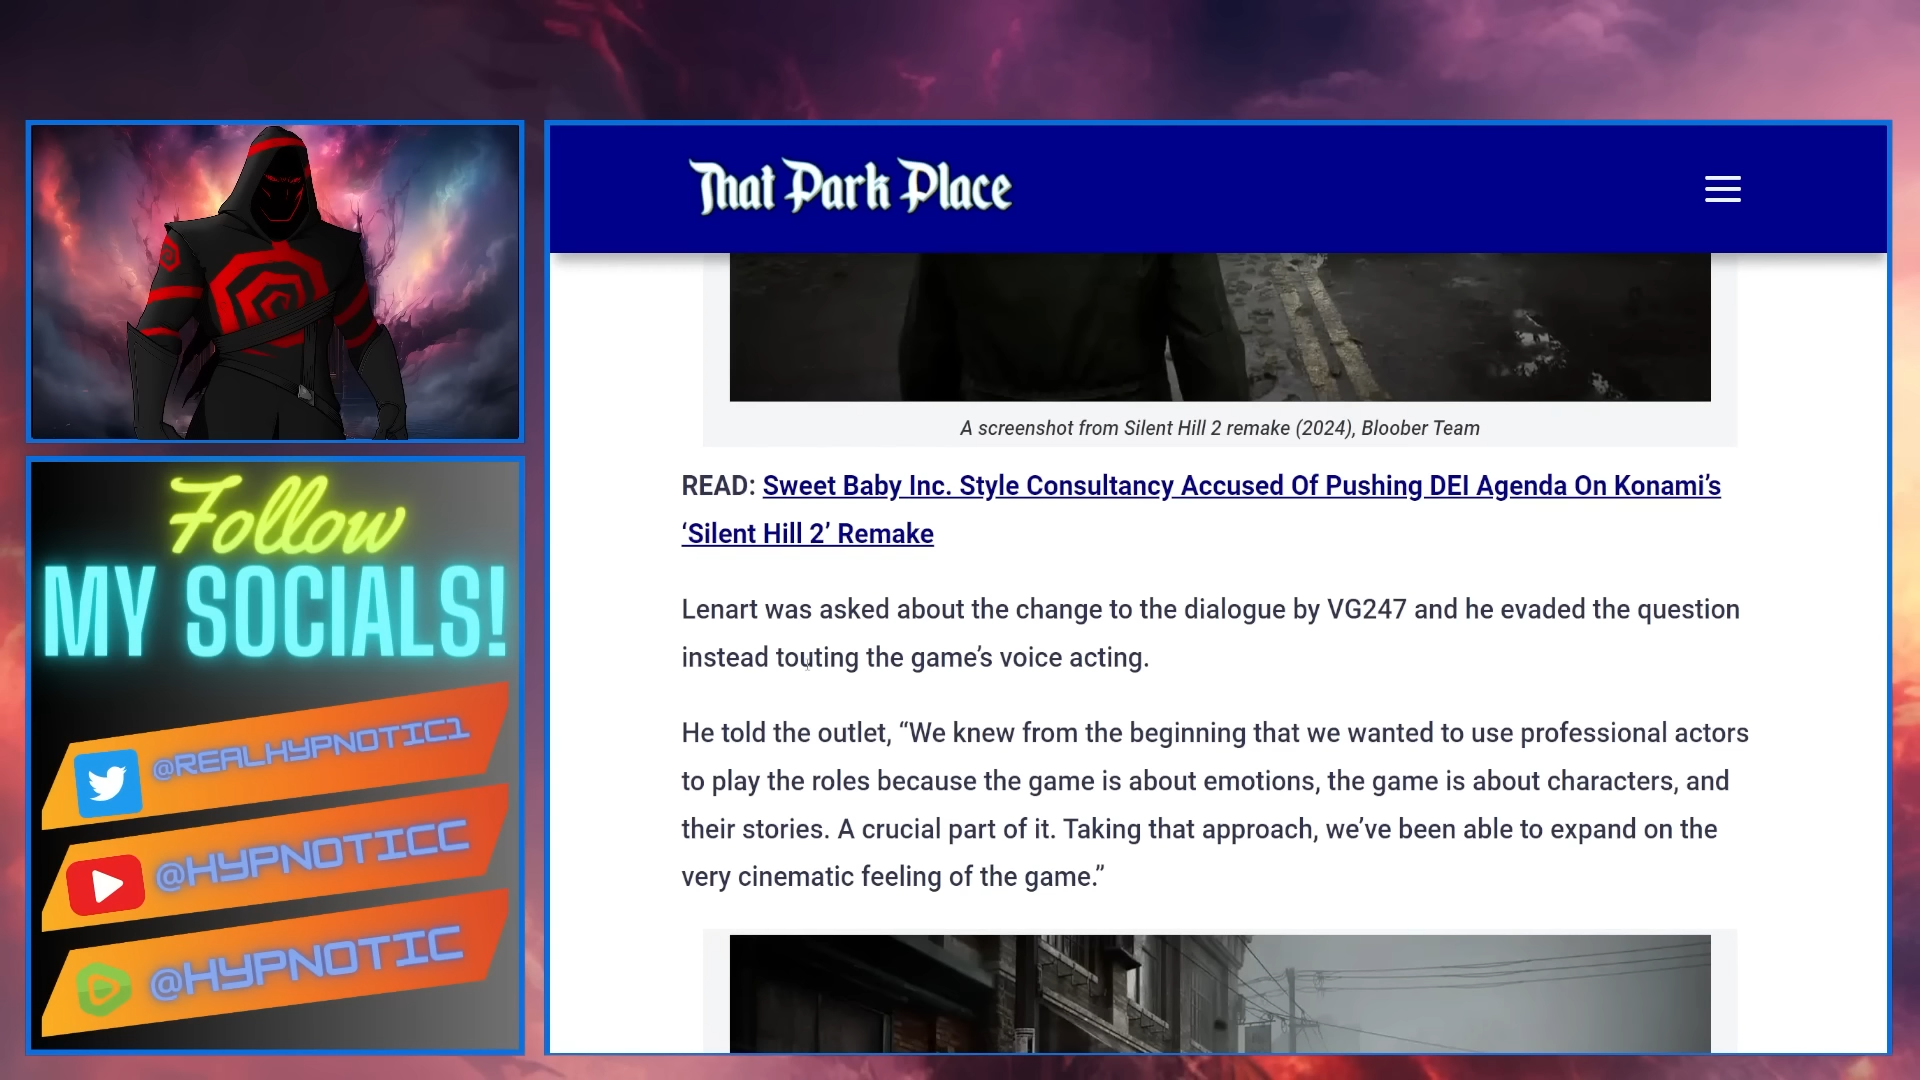 Follow
MY SOCIALS!
@REALHYPNOTIC1
@HYPNOTICC
@HYPNOTIC
That Park Place
A screenshot from Silent Hill 2 remake (2024), Bloober Team
READ: Sweet Baby Inc. Style Consultancy Accused Of Pushing DEI Agenda On Konami’s
‘Silent Hill 2’ Remake
Lenart was asked about the change to the dialogue by VG247 and he evaded the question
instead touting the game’s voice acting.
He told the outlet, “We knew from the beginning that we wanted to use professional actors
to play the roles because the game is about emotions, the game is about characters, and
their stories. A crucial part of it. Taking that approach, we’ve been able to expand on the
very cinematic feeling of the game.”